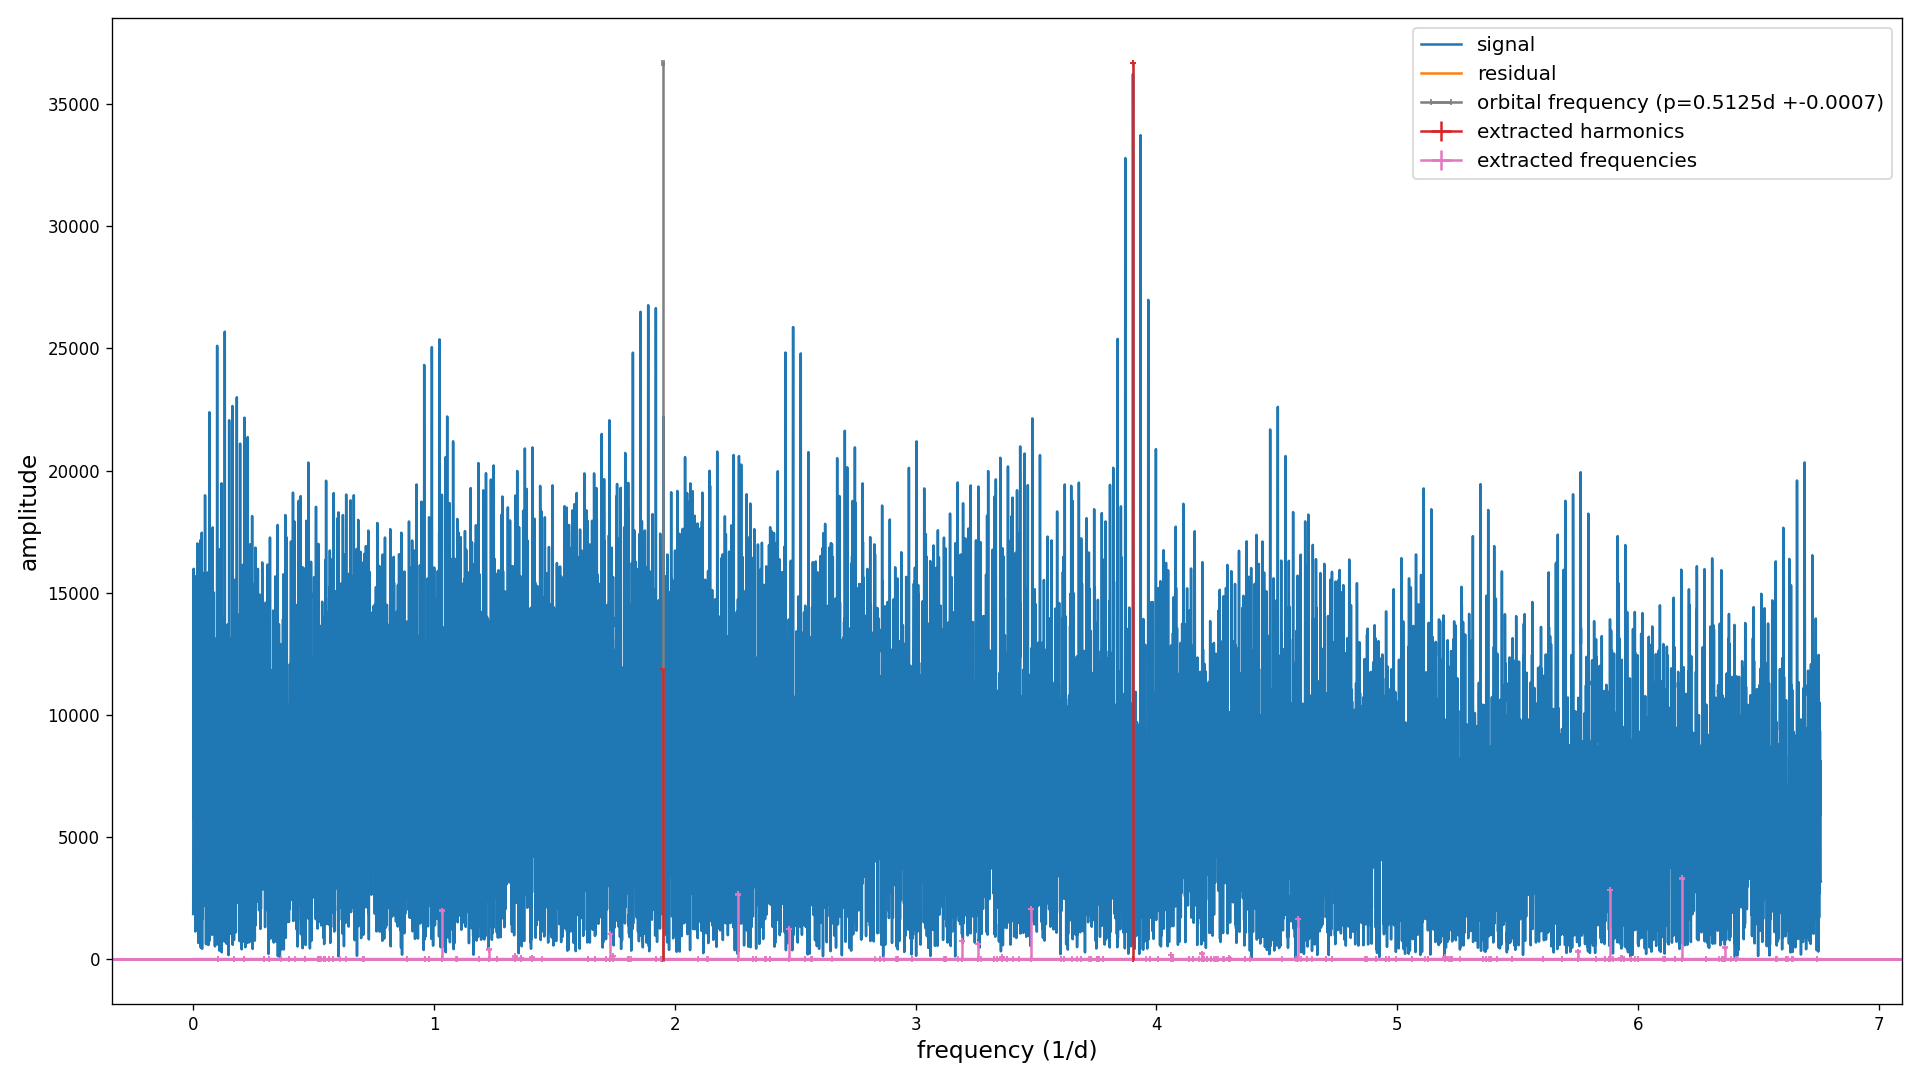 signal
residual
orbital frequency (p=0.5125d +-0.0007)
extracted harmonics
extracted frequencies
35000
30000
25000
20000
15000
10000
5000
0
amplitude
0 1 2 3 4 5 6 7
frequency (1/d)